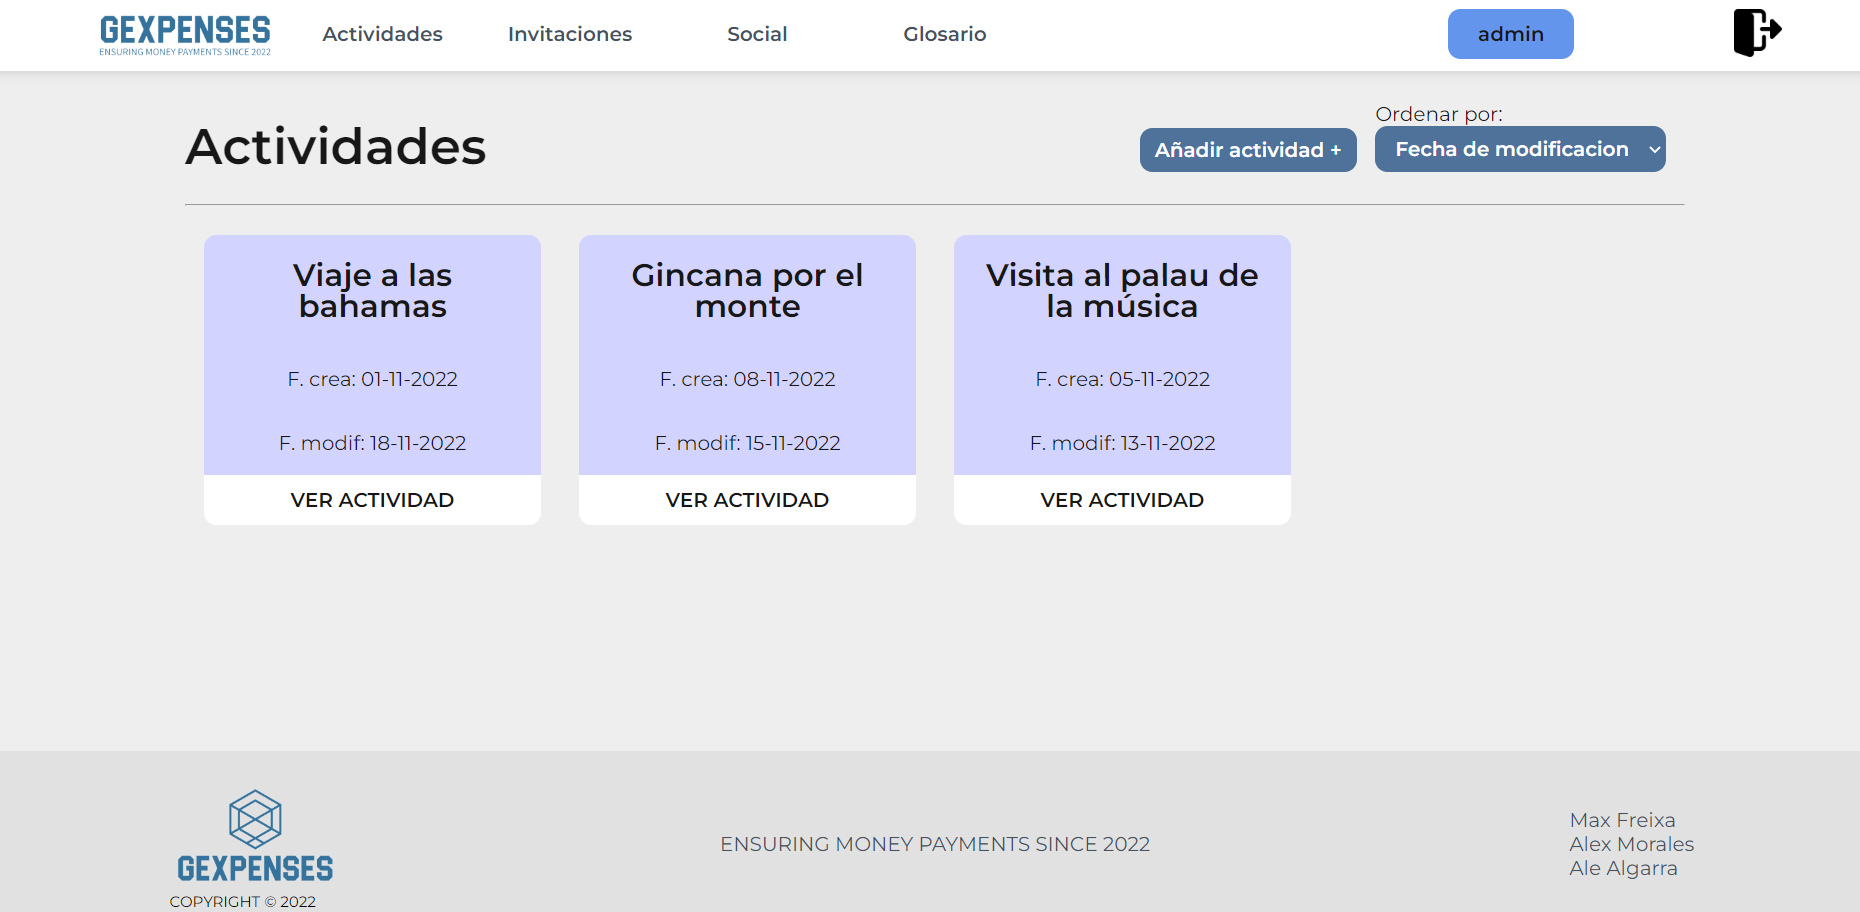 GEXPENSES
ENSURING MONEY PAYMENTS SINCE 2022
Actividades
Invitaciones
Social
Glosario
admin
Actividades
Añadir actividad +
Ordenar por:
Fecha de modificacion
Viaje a las
bahamas
F. crea: 01-11-2022
F. modif: 18-11-2022
VER ACTIVIDAD
Gincana por el
monte
F. crea: 08-11-2022
F. modif: 15-11-2022
VER ACTIVIDAD
Visita al palau de
la música
F. crea: 05-11-2022
F. modif: 13-11-2022
VER ACTIVIDAD
GEXPENSES
COPYRIGHT © 2022
ENSURING MONEY PAYMENTS SINCE 2022
Max Freixa
Alex Morales
Ale Algarra